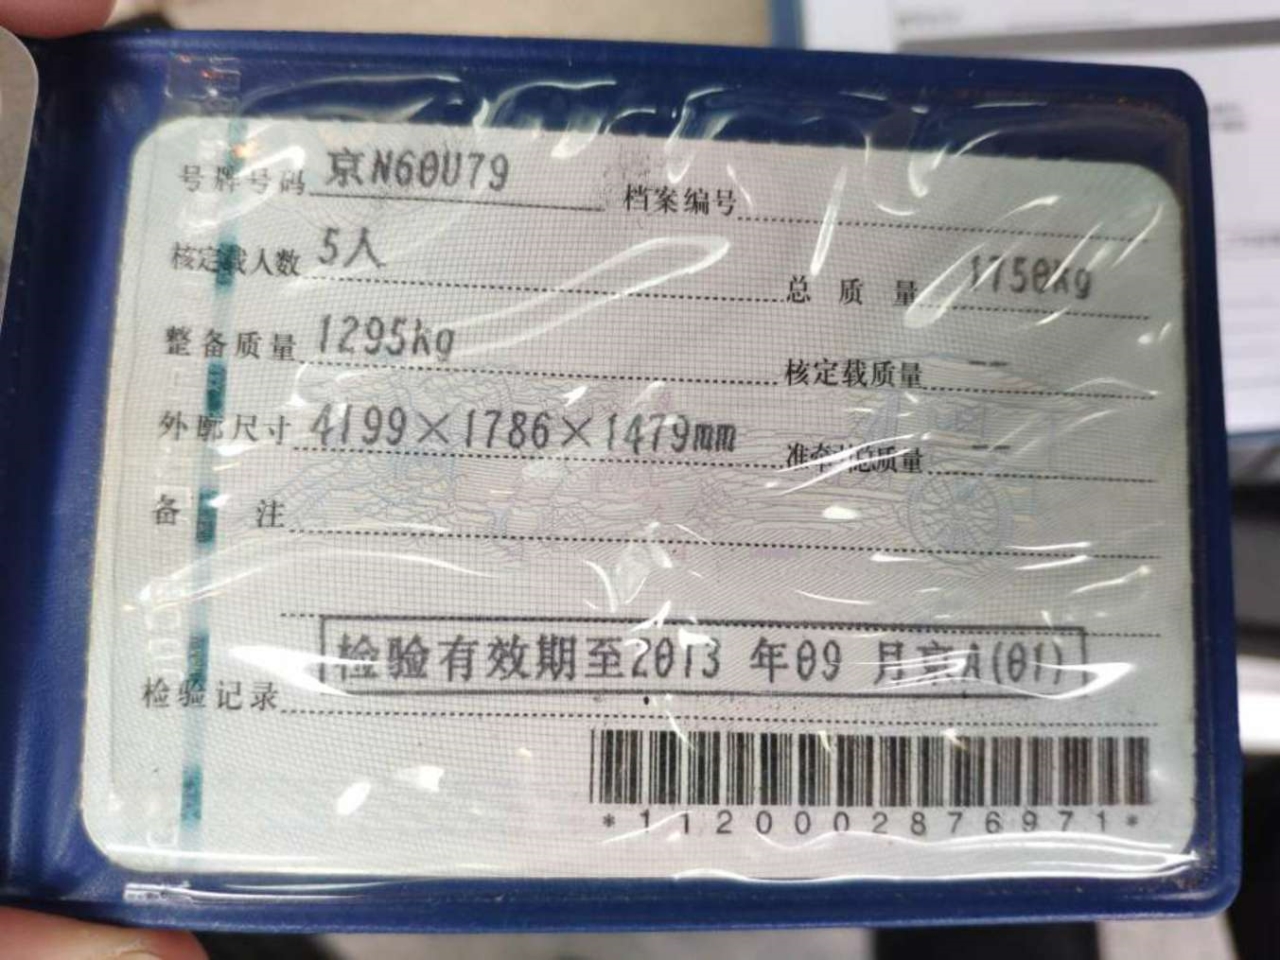 号牌号码 京N60U79 档案编号
核定载人数 5人 总质量 1750Kg
整备质量 1295kg 核定载质量 --
外廓尺寸 4199×1786×1479mm 准牵引总质量 --
备注
检验有效期至2013 年09 月京A(01)
检验记录
*1120002876971*